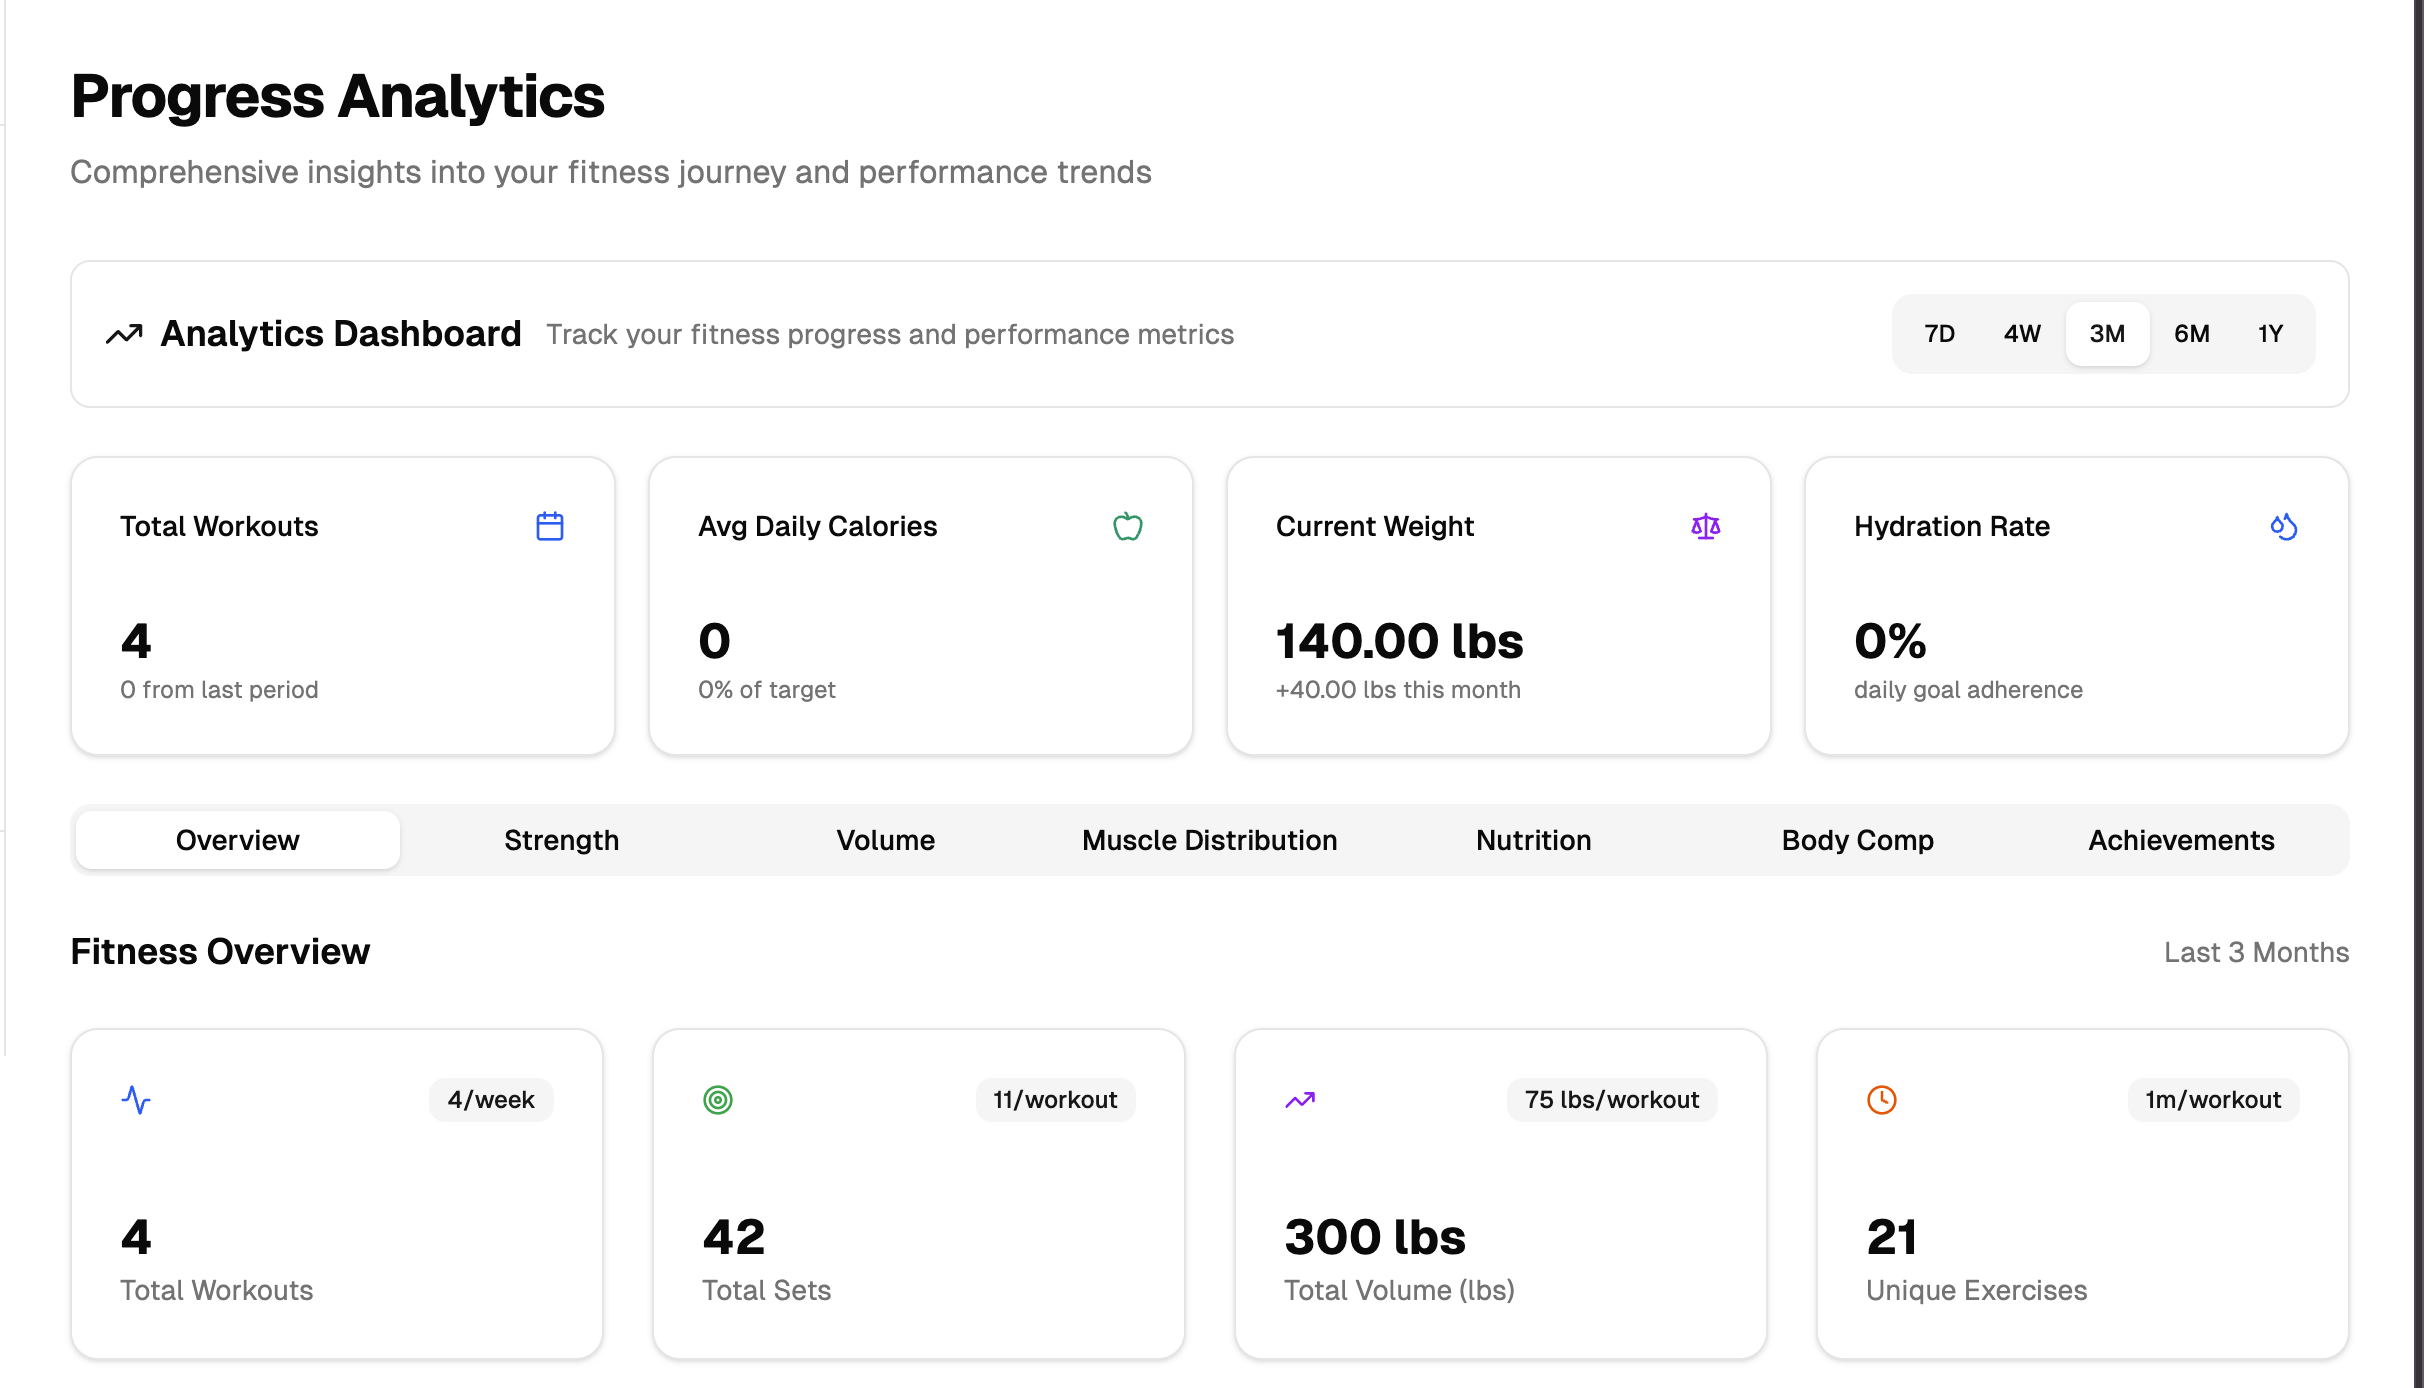 Progress Analytics
Comprehensive insights into your fitness journey and performance trends
Analytics Dashboard Track your fitness progress and performance metrics 7D 4W 3M 6M 1Y
Total Workouts
4
0 from last period
Avg Daily Calories
0
0% of target
Current Weight
140.00 lbs
+40.00 lbs this month
Hydration Rate
0%
daily goal adherence
Overview Strength Volume Muscle Distribution Nutrition Body Comp Achievements
Fitness Overview Last 3 Months
4/week
4
Total Workouts
11/workout
42
Total Sets
75 lbs/workout
300 lbs
Total Volume (lbs)
1m/workout
21
Unique Exercises